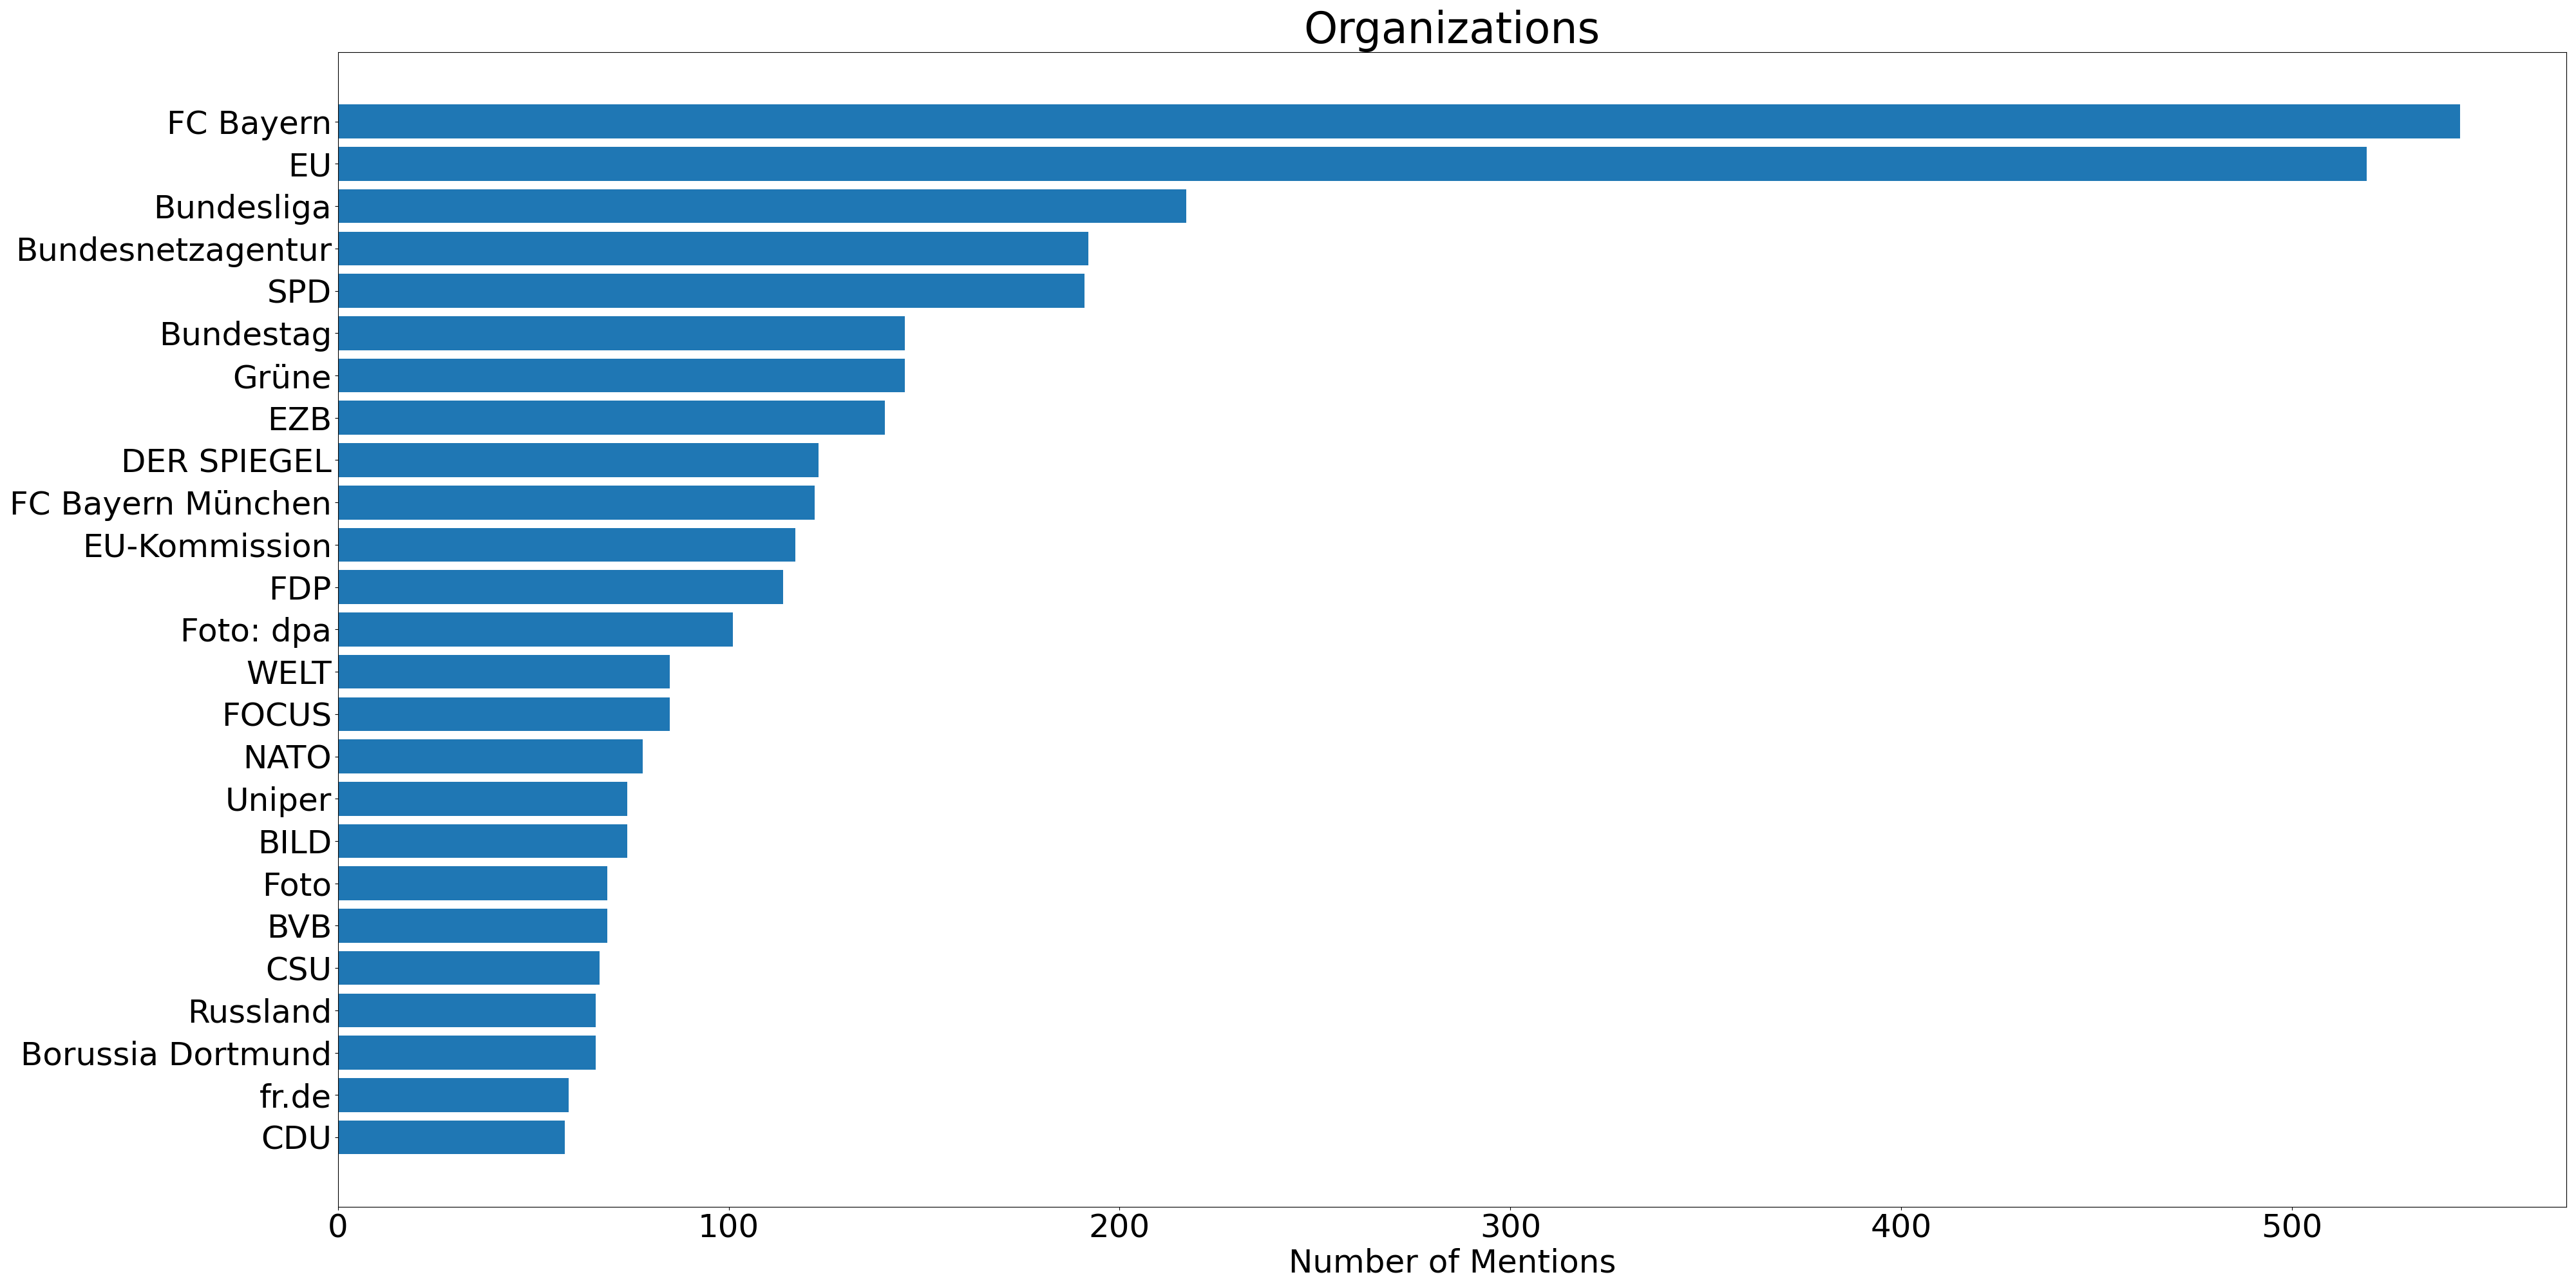 Organizations
FC Bayern
EU
Bundesliga
Bundesnetzagentur
SPD
Bundestag
Grüne
EZB
DER SPIEGEL
FC Bayern München
EU-Kommission
FDP
Foto: dpa
WELT
FOCUS
NATO
Uniper
BILD
Foto
BVB
CSU
Russland
Borussia Dortmund
fr.de
CDU
0 100 200 300 400 500
Number of Mentions